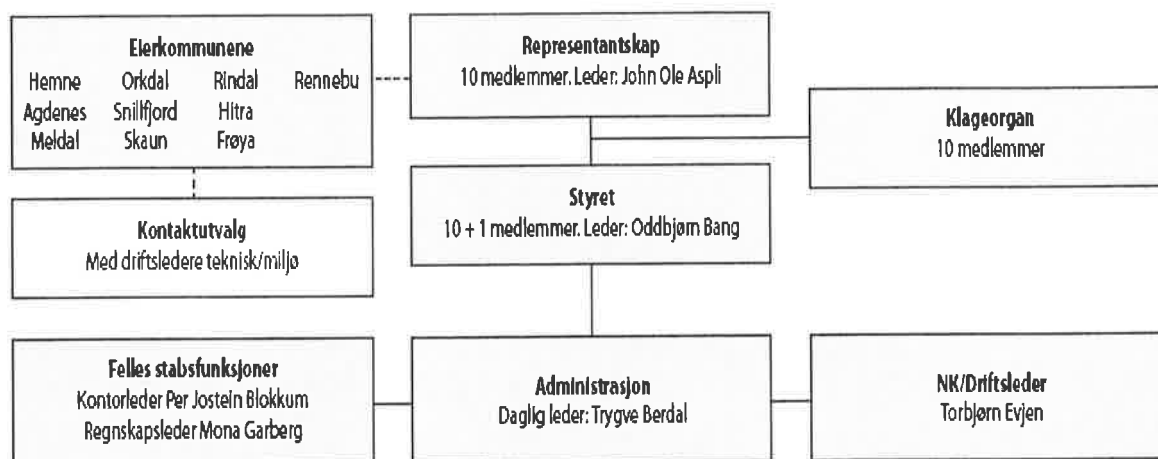 Eierkommunene
Hemne Orkdal Rindal Rennebu
Agdenes Snillfjord Hitra
Meldal Skaun Frøya
Representantskap
10 medlemmer. Leder: John Ole Aspli
Klageorgan
10 medlemmer
Styret
10 + 1 medlemmer. Leder: Oddbjørn Bang
Kontaktutvalg
Med driftsledere teknisk/miljø
Felles stabsfunksjoner
Kontorleder Per Jostein Blokkum
Regnskapsleder Mona Garberg
Administrasjon
Daglig leder: Trygve Berdal
NK/Driftsleder
Torbjørn Evjen